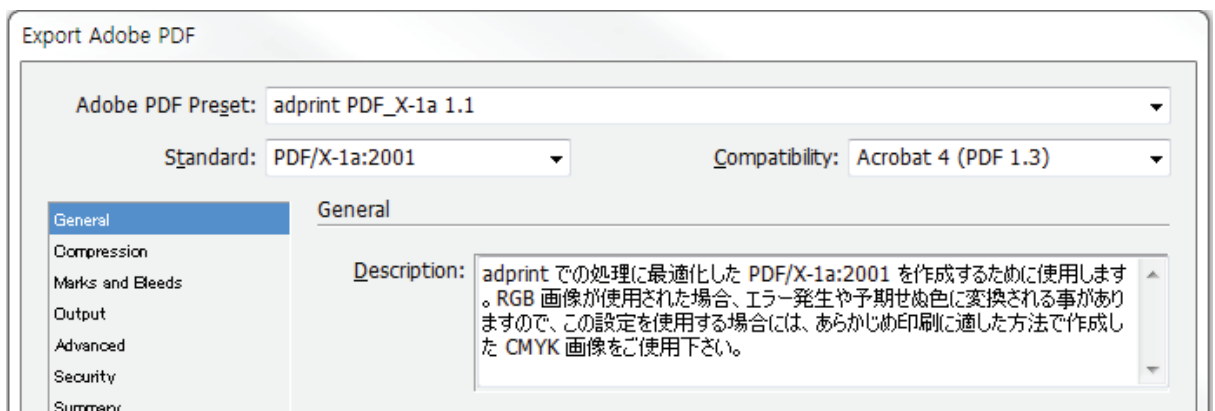 Export Adobe PDF
Adobe PDF Preset: adprint PDF_X-1a 1.1
Standard: PDF/X-1a:2001 Compatibility: Acrobat 4 (PDF 1.3)
General
Compression
Marks and Bleeds
Output
Advanced
Security
Summary
General
Description:
adprint での処理に最適化した PDF/X-1a:2001 を作成するために使用します
。RGB 画像が使用された場合、エラー発生や予期せぬ色に変換される事があり
ますので、この設定を使用する場合には、あらかじめ印刷に適した方法で作成し
た CMYK 画像をご使用下さい。